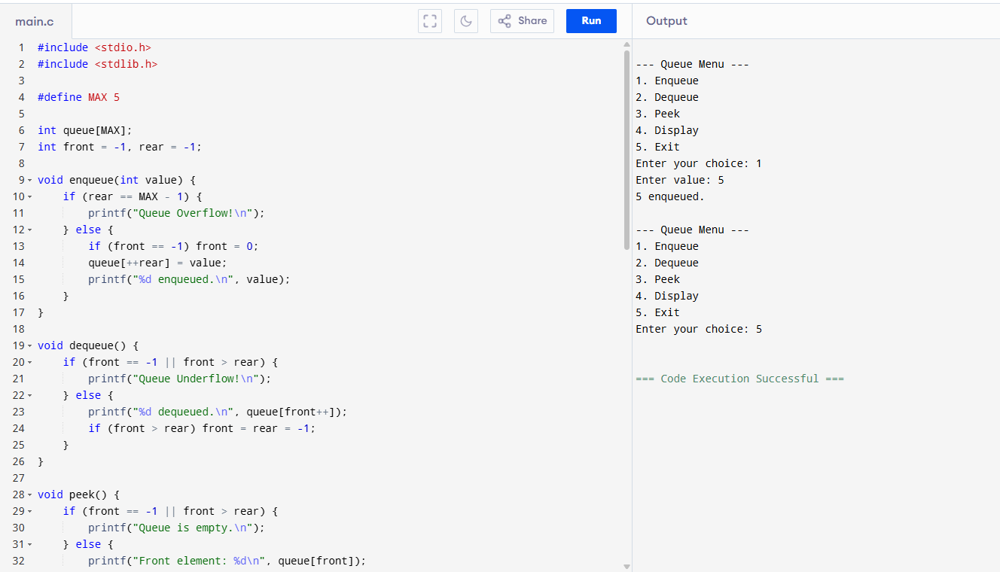 main.c
Share
Run
Output
1 #include <stdio.h>
2 #include <stdlib.h>
3
4 #define MAX 5
5
6 int queue[MAX];
7 int front = -1, rear = -1;
8
9 void enqueue(int value) {
10     if (rear == MAX - 1) {
11         printf("Queue Overflow!\n");
12     } else {
13         if (front == -1) front = 0;
14         queue[++rear] = value;
15         printf("%d enqueued.\n", value);
16     }
17 }
18
19 void dequeue() {
20     if (front == -1 || front > rear) {
21         printf("Queue Underflow!\n");
22     } else {
23         printf("%d dequeued.\n", queue[front++]);
24         if (front > rear) front = rear = -1;
25     }
26 }
27
28 void peek() {
29     if (front == -1 || front > rear) {
30         printf("Queue is empty.\n");
31     } else {
32         printf("Front element: %d\n", queue[front]);
--- Queue Menu ---
1. Enqueue
2. Dequeue
3. Peek
4. Display
5. Exit
Enter your choice: 1
Enter value: 5
5 enqueued.
--- Queue Menu ---
1. Enqueue
2. Dequeue
3. Peek
4. Display
5. Exit
Enter your choice: 5
=== Code Execution Successful ===